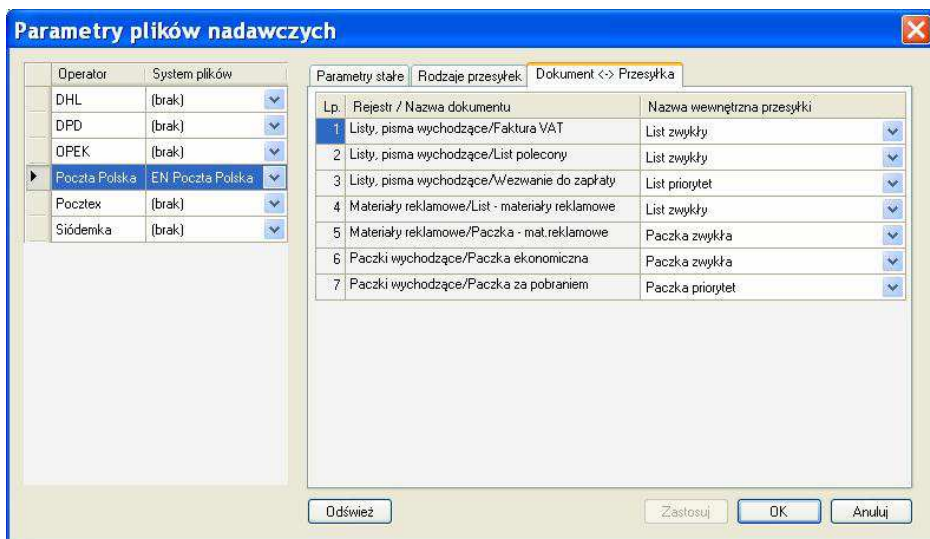 Parametry plików nadawczych
Operator System plików
DHL (brak)
DPD (brak)
OPEK (brak)
Poczta Polska EN Poczta Polska
Pocztex (brak)
Siódemka (brak)
Parametry stałe Rodzaje przesyłek Dokument <-> Przesyłka
Lp. Rejestr / Nazwa dokumentu Nazwa wewnętrzna przesyłki
1 Listy, pisma wychodzące/Faktura VAT List zwykły
2 Listy, pisma wychodzące/List polecony List zwykły
3 Listy, pisma wychodzące/Wezwanie do zapłaty List priorytet
4 Materiały reklamowe/List - materiały reklamowe List zwykły
5 Materiały reklamowe/Paczka - mat.reklamowe Paczka zwykła
6 Paczki wychodzące/Paczka ekonomiczna Paczka zwykła
7 Paczki wychodzące/Paczka za pobraniem Paczka priorytet
Odśwież Zastosuj OK Anuluj